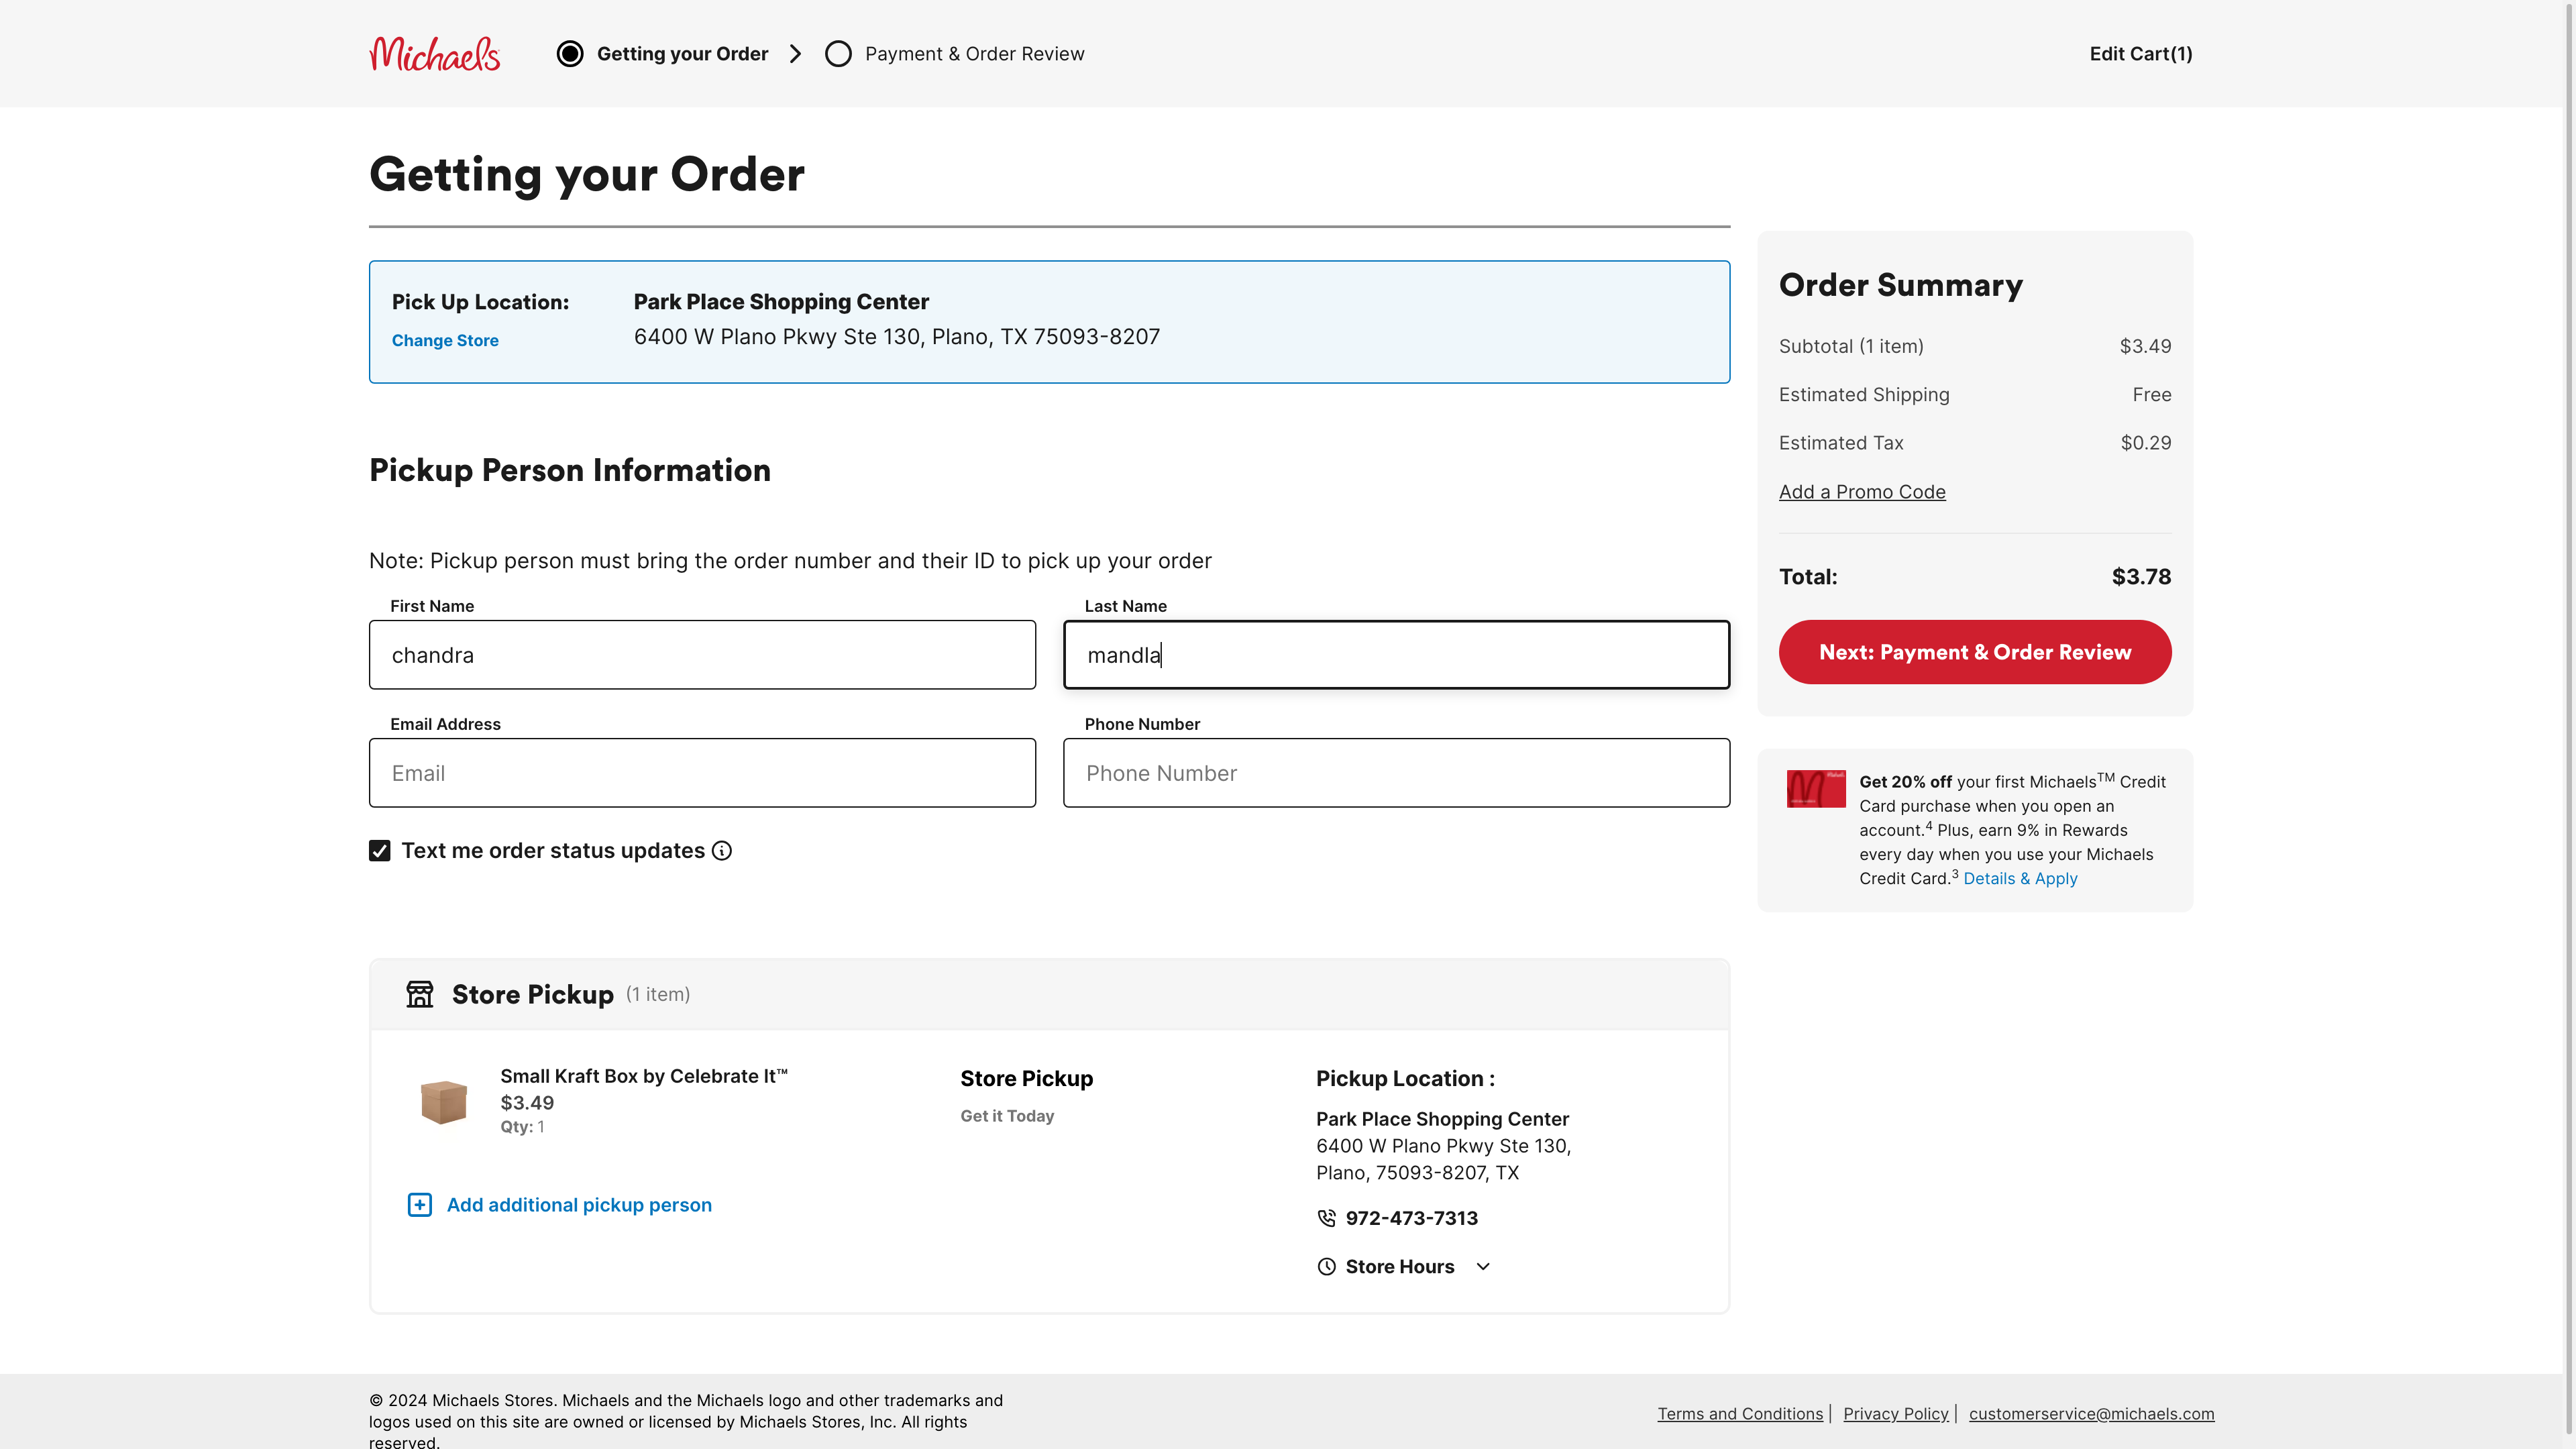 Michaels
Getting your Order
Payment & Order Review
Edit Cart(1)
Getting your Order
Pick Up Location:
Change Store
Park Place Shopping Center
6400 W Plano Pkwy Ste 130, Plano, TX 75093-8207
Pickup Person Information
Note: Pickup person must bring the order number and their ID to pick up your order
First Name
chandra
Last Name
mandla
Email Address
Email
Phone Number
Phone Number
Text me order status updates
Order Summary
Subtotal (1 item) $3.49
Estimated Shipping Free
Estimated Tax $0.29
Add a Promo Code
Total: $3.78
Next: Payment & Order Review
Get 20% off your first Michaels™ Credit
Card purchase when you open an
account.⁴ Plus, earn 9% in Rewards
every day when you use your Michaels
Credit Card.³ Details & Apply
Store Pickup (1 item)
Small Kraft Box by Celebrate It™
$3.49
Qty: 1
Add additional pickup person
Store Pickup
Get it Today
Pickup Location :
Park Place Shopping Center
6400 W Plano Pkwy Ste 130,
Plano, 75093-8207, TX
972-473-7313
Store Hours
© 2024 Michaels Stores. Michaels and the Michaels logo and other trademarks and
logos used on this site are owned or licensed by Michaels Stores, Inc. All rights
reserved.
Terms and Conditions | Privacy Policy | customerservice@michaels.com